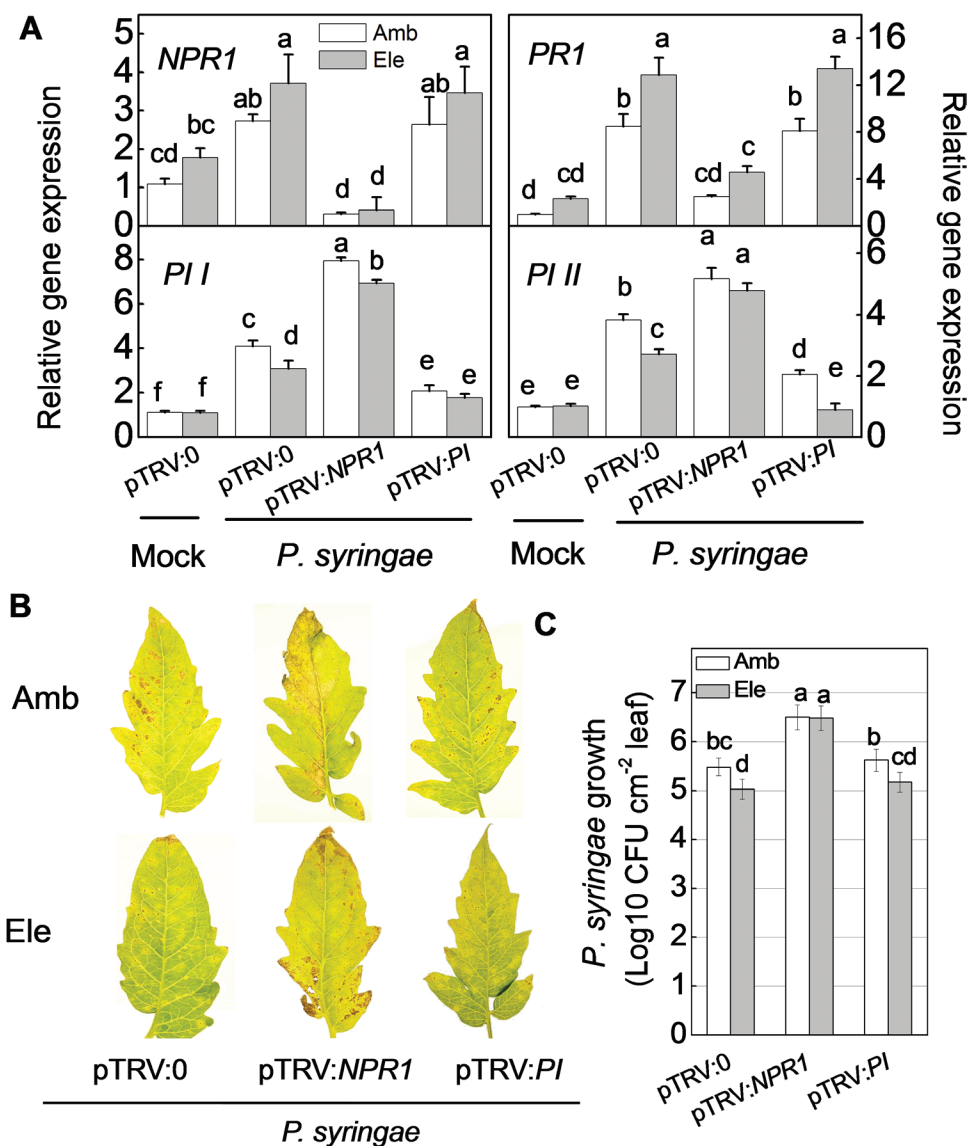 A
Relative gene expression
5
4
3
2
1
0
NPR1
Amb
Ele
cd
bc
ab
a
d
d
ab
a
PR1
d
cd
b
a
cd
c
b
a
16
12
8
4
0
Relative gene expression
8
6
4
2
0
PI I
f
f
c
d
a
b
e
e
PI II
e
e
b
c
a
a
d
e
6
4
2
0
pTRV:0
pTRV:0
pTRV:NPR1
pTRV:PI
pTRV:0
pTRV:0
pTRV:NPR1
pTRV:PI
Mock
P. syringae
Mock
P. syringae
B
Amb
Ele
pTRV:0
pTRV:NPR1
pTRV:PI
P. syringae
C
P. syringae growth
(Log10 CFU cm-2 leaf)
7
6
5
4
3
2
1
0
Amb
Ele
bc
d
a
a
b
cd
pTRV:0
pTRV:NPR1
pTRV:PI